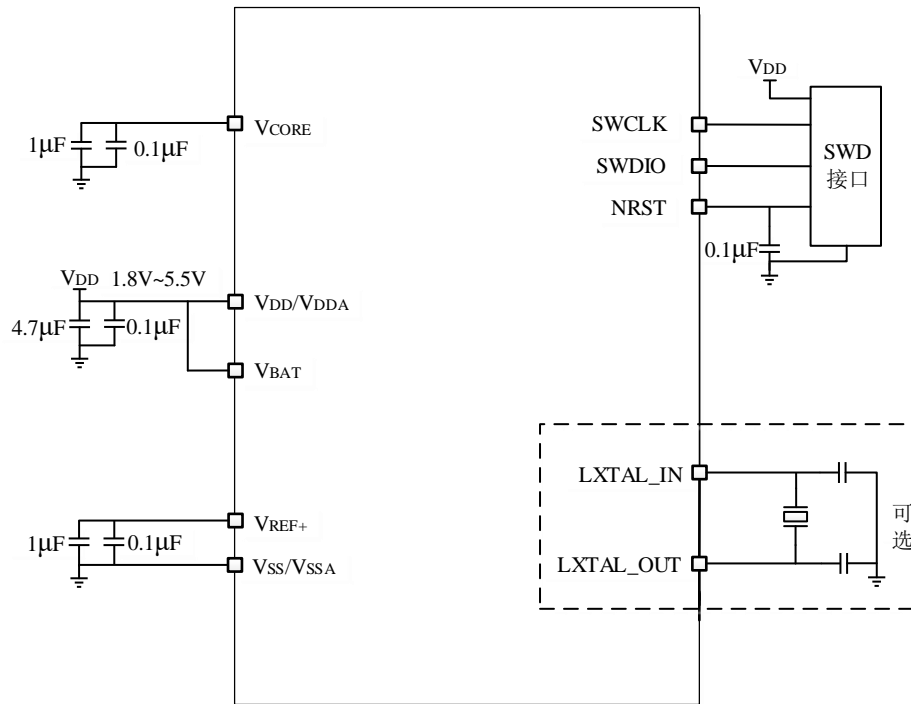 VCORE
1μF
0.1μF
VDD
1.8V~5.5V
VDD/VDDA
4.7μF
0.1μF
VBAT
VREF+
1μF
0.1μF
VSS/VSSA
VDD
SWCLK
SWDIO
NRST
SWD
接口
0.1μF
LXTAL_IN
LXTAL_OUT
可
选